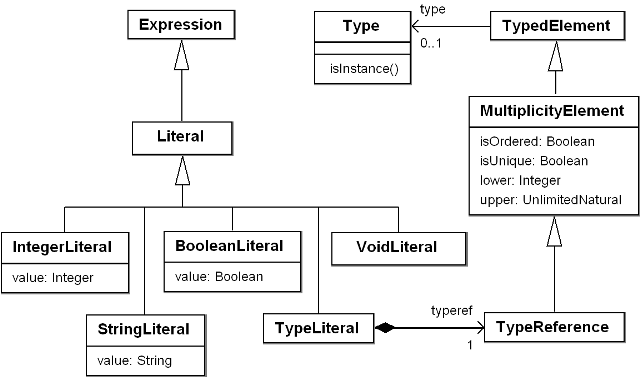 Expression
Type
isInstance()
type
0..1
TypedElement
MultiplicityElement
isOrdered: Boolean
isUnique: Boolean
lower: Integer
upper: UnlimitedNatural
Literal
IntegerLiteral
value: Integer
BooleanLiteral
value: Boolean
VoidLiteral
StringLiteral
value: String
TypeLiteral
typeref
1
TypeReference